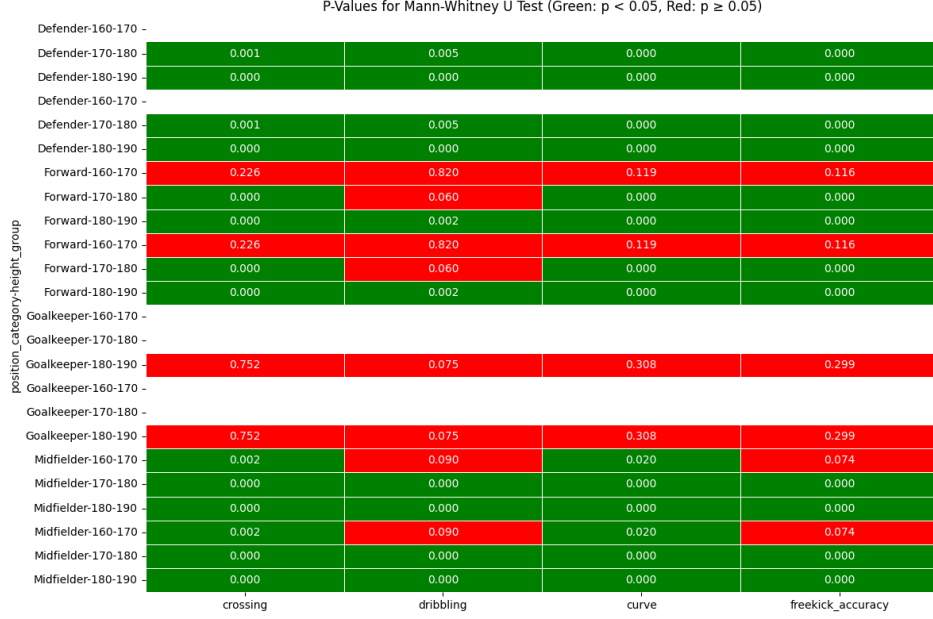 P-Values for Mann-Whitney U Test (Green: p < 0.05, Red: p ≥ 0.05)
position_category-height_group
Defender-160-170
Defender-170-180 0.001 0.005 0.000 0.000
Defender-180-190 0.000 0.000 0.000 0.000
Defender-160-170
Defender-170-180 0.001 0.005 0.000 0.000
Defender-180-190 0.000 0.000 0.000 0.000
Forward-160-170 0.226 0.820 0.119 0.116
Forward-170-180 0.000 0.060 0.000 0.000
Forward-180-190 0.000 0.002 0.000 0.000
Forward-160-170 0.226 0.820 0.119 0.116
Forward-170-180 0.000 0.060 0.000 0.000
Forward-180-190 0.000 0.002 0.000 0.000
Goalkeeper-160-170
Goalkeeper-170-180
Goalkeeper-180-190 0.752 0.075 0.308 0.299
Goalkeeper-160-170
Goalkeeper-170-180
Goalkeeper-180-190 0.752 0.075 0.308 0.299
Midfielder-160-170 0.002 0.090 0.020 0.074
Midfielder-170-180 0.000 0.000 0.000 0.000
Midfielder-180-190 0.000 0.000 0.000 0.000
Midfielder-160-170 0.002 0.090 0.020 0.074
Midfielder-170-180 0.000 0.000 0.000 0.000
Midfielder-180-190 0.000 0.000 0.000 0.000
crossing dribbling curve freekick_accuracy